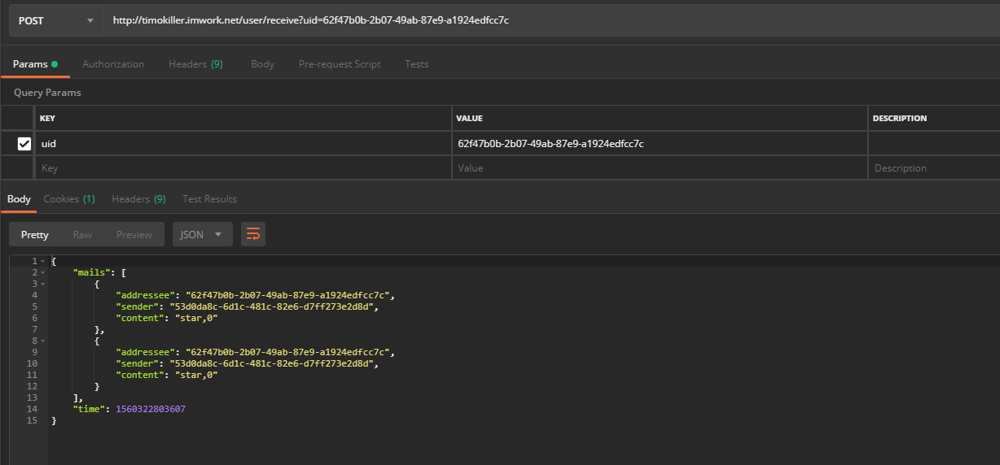 POST http://timokiller.imwork.net/user/receive?uid=62f47b0b-2b07-49ab-87e9-a1924edfcc7c
Params Authorization Headers (9) Body Pre-request Script Tests
Query Params
KEY VALUE DESCRIPTION
uid 62f47b0b-2b07-49ab-87e9-a1924edfcc7c
Key Value Description
Body Cookies (1) Headers (9) Test Results
Pretty Raw Preview JSON
1 {
2 "mails": [
3 {
4 "addressee": "62f47b0b-2b07-49ab-87e9-a1924edfcc7c",
5 "sender": "53d0da8c-6d1c-481c-82e6-d7ff273e2d8d",
6 "content": "star,0"
7 },
8 {
9 "addressee": "62f47b0b-2b07-49ab-87e9-a1924edfcc7c",
10 "sender": "53d0da8c-6d1c-481c-82e6-d7ff273e2d8d",
11 "content": "star,0"
12 }
13 ],
14 "time": 1560322803607
15 }